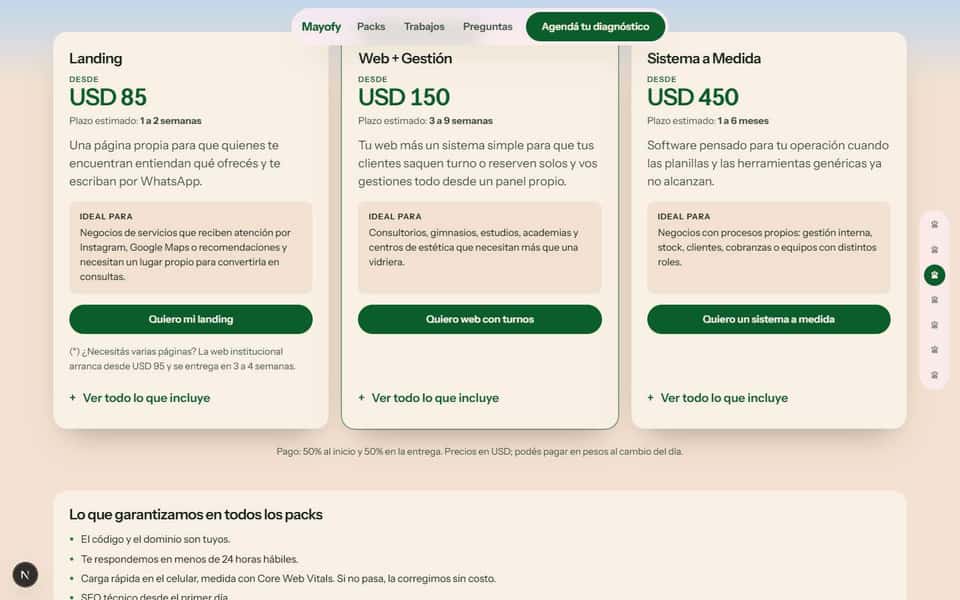 Mayofy Packs Trabajos Preguntas Agendá tu diagnóstico
Landing
DESDE
USD 85
Plazo estimado: 1 a 2 semanas
Una página propia para que quienes te
encuentran entiendan qué ofrecés y te
escriban por WhatsApp.
IDEAL PARA
Negocios de servicios que reciben atención por
Instagram, Google Maps o recomendaciones y
necesitan un lugar propio para convertirla en
consultas.
Quiero mi landing
(*) ¿Necesitás varias páginas? La web institucional
arranca desde USD 95 y se entrega en 3 a 4 semanas.
+ Ver todo lo que incluye
Web + Gestión
DESDE
USD 150
Plazo estimado: 3 a 9 semanas
Tu web más un sistema simple para que tus
clientes saquen turno o reserven solos y vos
gestiones todo desde un panel propio.
IDEAL PARA
Consultorios, gimnasios, estudios, academias y
centros de estética que necesitan más que una
vidriera.
Quiero web con turnos
+ Ver todo lo que incluye
Sistema a Medida
DESDE
USD 450
Plazo estimado: 1 a 6 meses
Software pensado para tu operación cuando
las planillas y las herramientas genéricas ya
no alcanzan.
IDEAL PARA
Negocios con procesos propios: gestión interna,
stock, clientes, cobranzas o equipos con distintos
roles.
Quiero un sistema a medida
+ Ver todo lo que incluye
Pago: 50% al inicio y 50% en la entrega. Precios en USD; podés pagar en pesos al cambio del día.
Lo que garantizamos en todos los packs
• El código y el dominio son tuyos.
• Te respondemos en menos de 24 horas hábiles.
• Carga rápida en el celular, medida con Core Web Vitals. Si no pasa, la corregimos sin costo.
• SEO técnico desde el primer día.
N